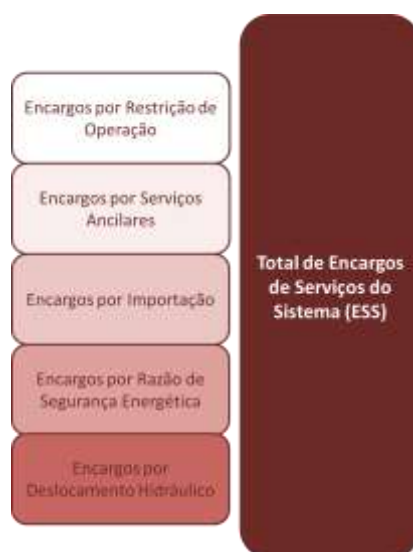 Encargos por Restrição de
Operação
Encargos por Serviços
Ancilares
Encargos por Importação
Encargos por Razão de
Segurança Energética
Encargos por
Deslocamento Hidráulico
Total de Encargos
de Serviços do
Sistema (ESS)